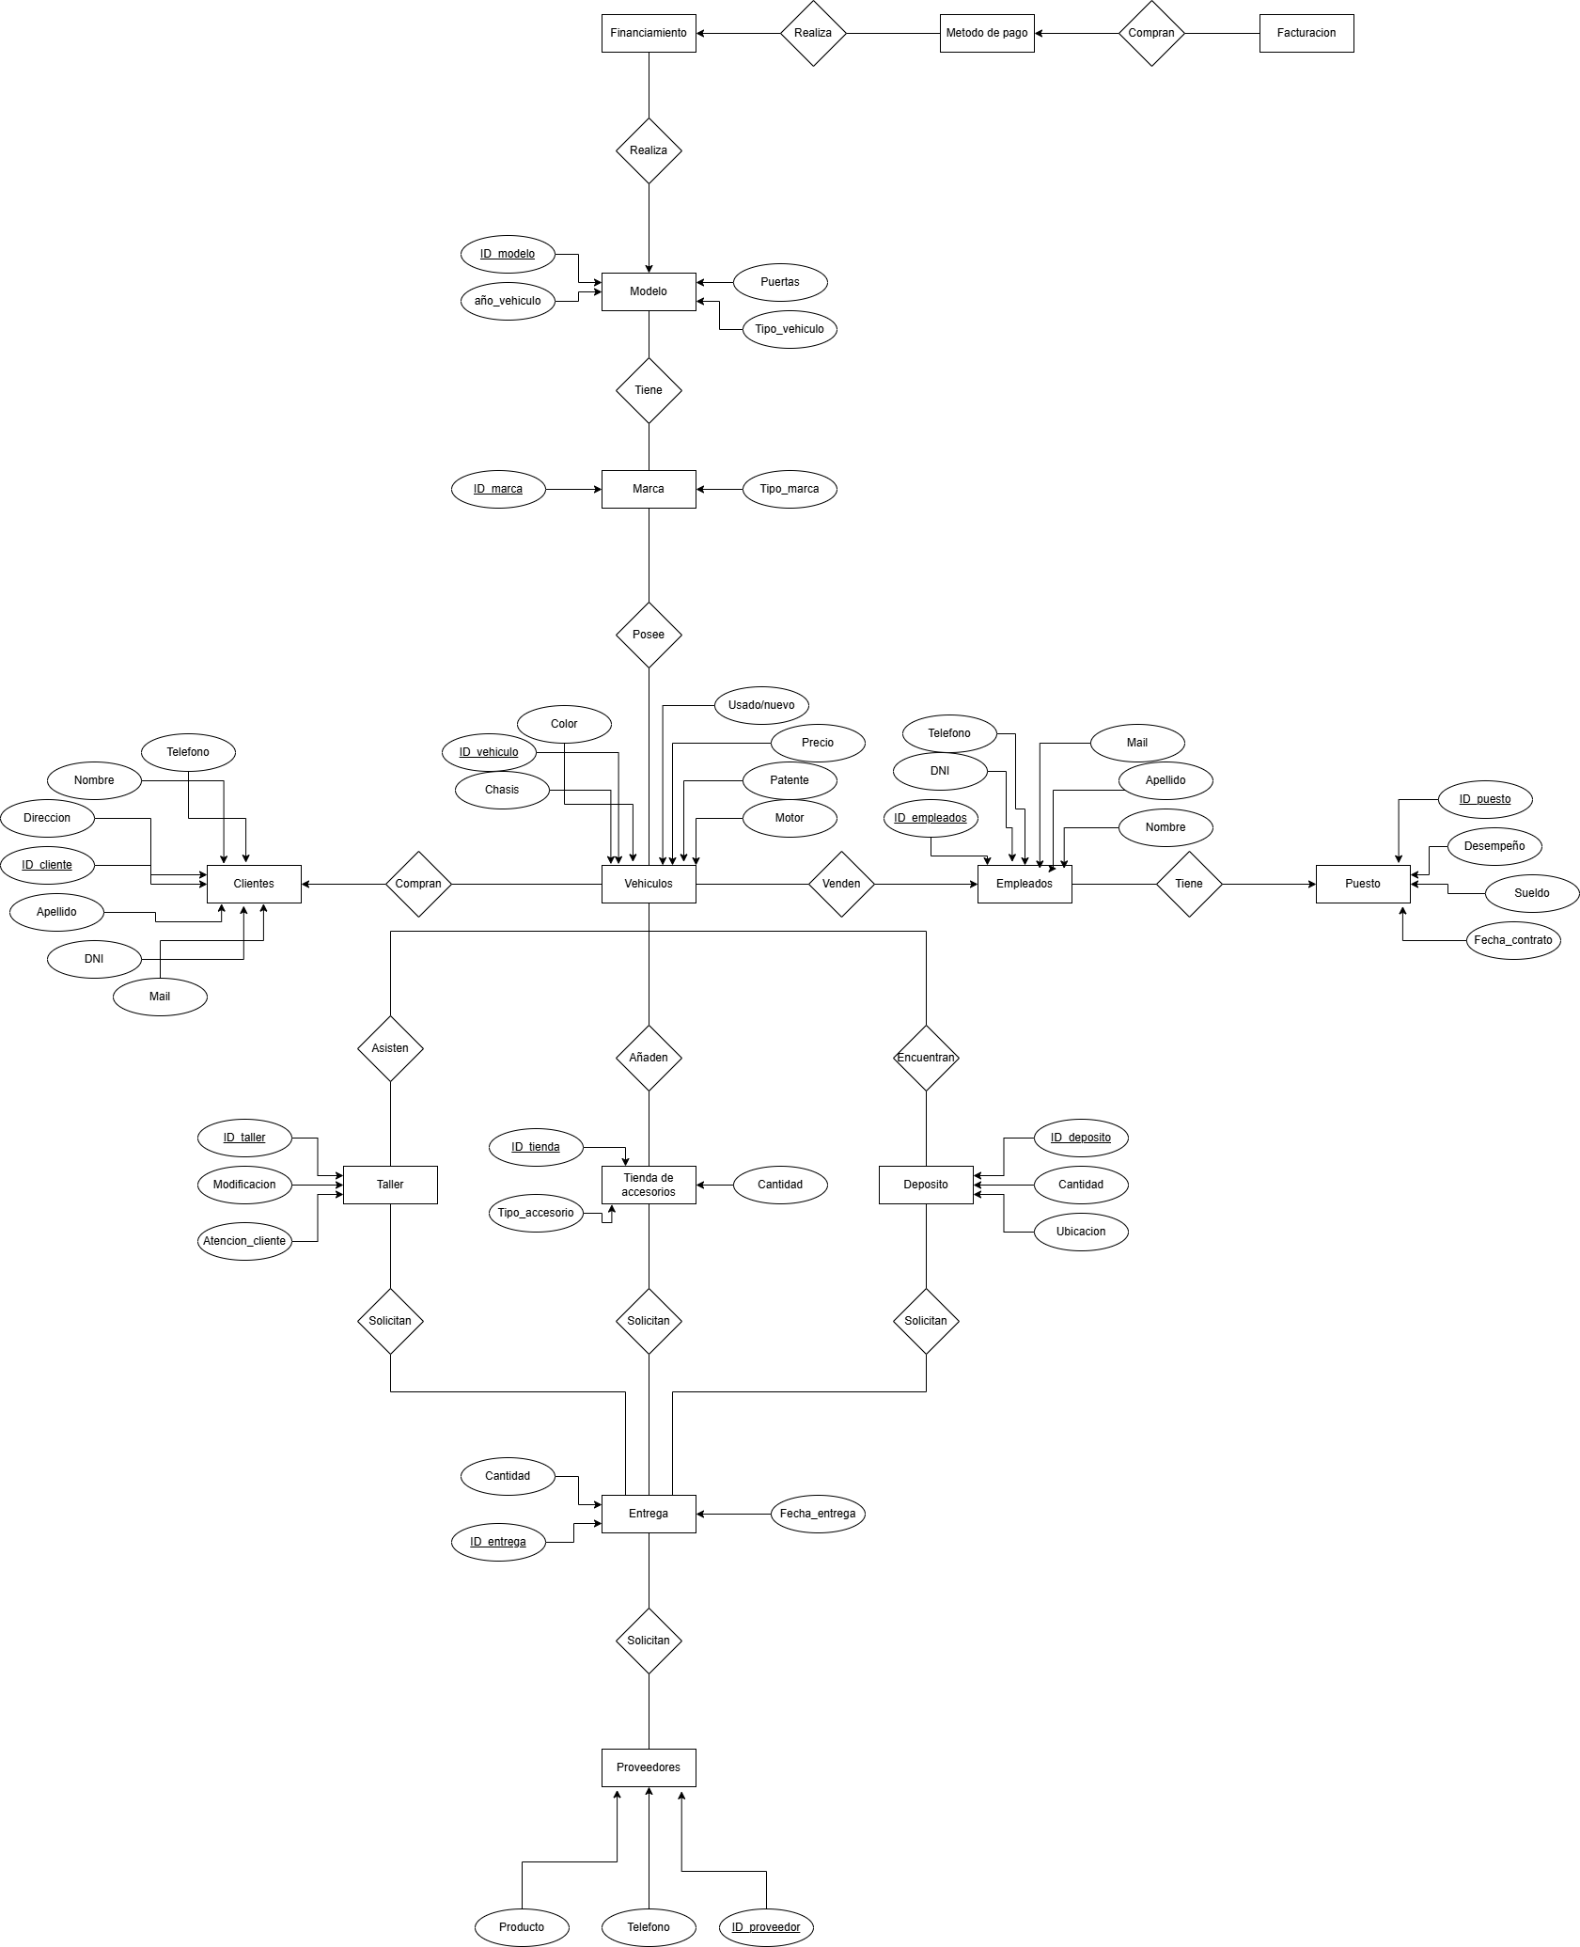 Financiamiento
Realiza
Metodo de pago
Compran
Facturacion
Realiza
ID_modelo
Puertas
Modelo
año_vehiculo
Tipo_vehiculo
Tiene
ID_marca
Marca
Tipo_marca
Posee
Usado/nuevo
Color
Telefono
Mail
Precio
Telefono
ID_vehiculo
DNI
Nombre
Patente
Apellido
Chasis
ID_puesto
Direccion
Motor
ID_empleados
Nombre
Desempeño
ID_cliente
Clientes
Compran
Vehiculos
Venden
Empleados
Tiene
Puesto
Sueldo
Apellido
Fecha_contrato
DNI
Mail
Asisten
Añaden
Encuentran
ID_taller
ID_tienda
ID_deposito
Modificacion
Taller
Tienda de
accesorios
Cantidad
Deposito
Cantidad
Tipo_accesorio
Ubicacion
Atencion_cliente
Solicitan
Solicitan
Solicitan
Cantidad
Entrega
Fecha_entrega
ID_entrega
Solicitan
Proveedores
Producto
Telefono
ID_proveedor